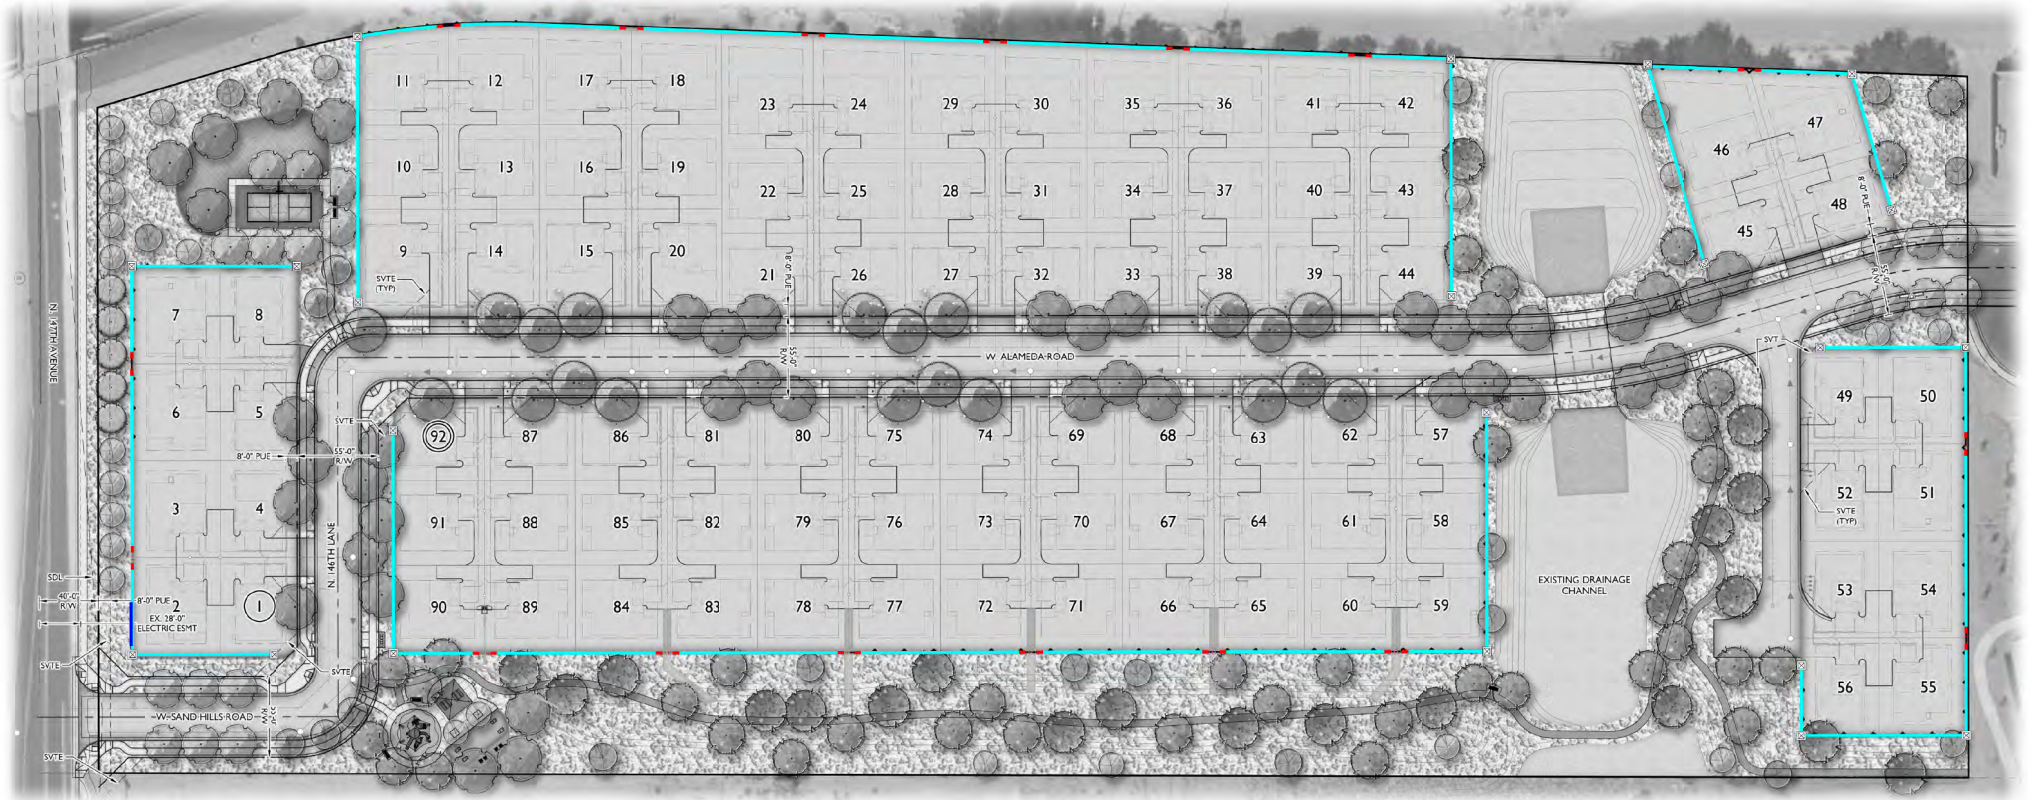 11 12 17 18
23 24 29 30 35 36 41 42
47
46
10 13 16 19
22 25 28 31 34 37 40 43
48
8'-0" PUE
45
9 14 15 20
21 26 27 32 33 38 39 44
8'-0" PUE
SVTE
(TYP)
55'-0"
R/W
N. 147TH AVENUE
7 8
W. ALAMEDA ROAD
55'-0"
R/W
SVT
6 5
49 50
SVTE
92 87 86 81 80 75 74 69 68 63 62 57
8'-0" PUE
55'-0"
R/W
3 4
91 88 85 82 79 76 73 70 67 64 61 58
52 51
SVTE
(TYP)
N. 146TH LANE
SDL
EXISTING DRAINAGE
CHANNEL
53 54
40'-0"
R/W
8'-0" PUE
2 1
EX. 28'-0"
ELECTRIC ESMT
90 89 84 83 78 77 72 71 66 65 60 59
SVTE
SVTE
56 55
W. SAND HILLS ROAD
R/W
SVTE